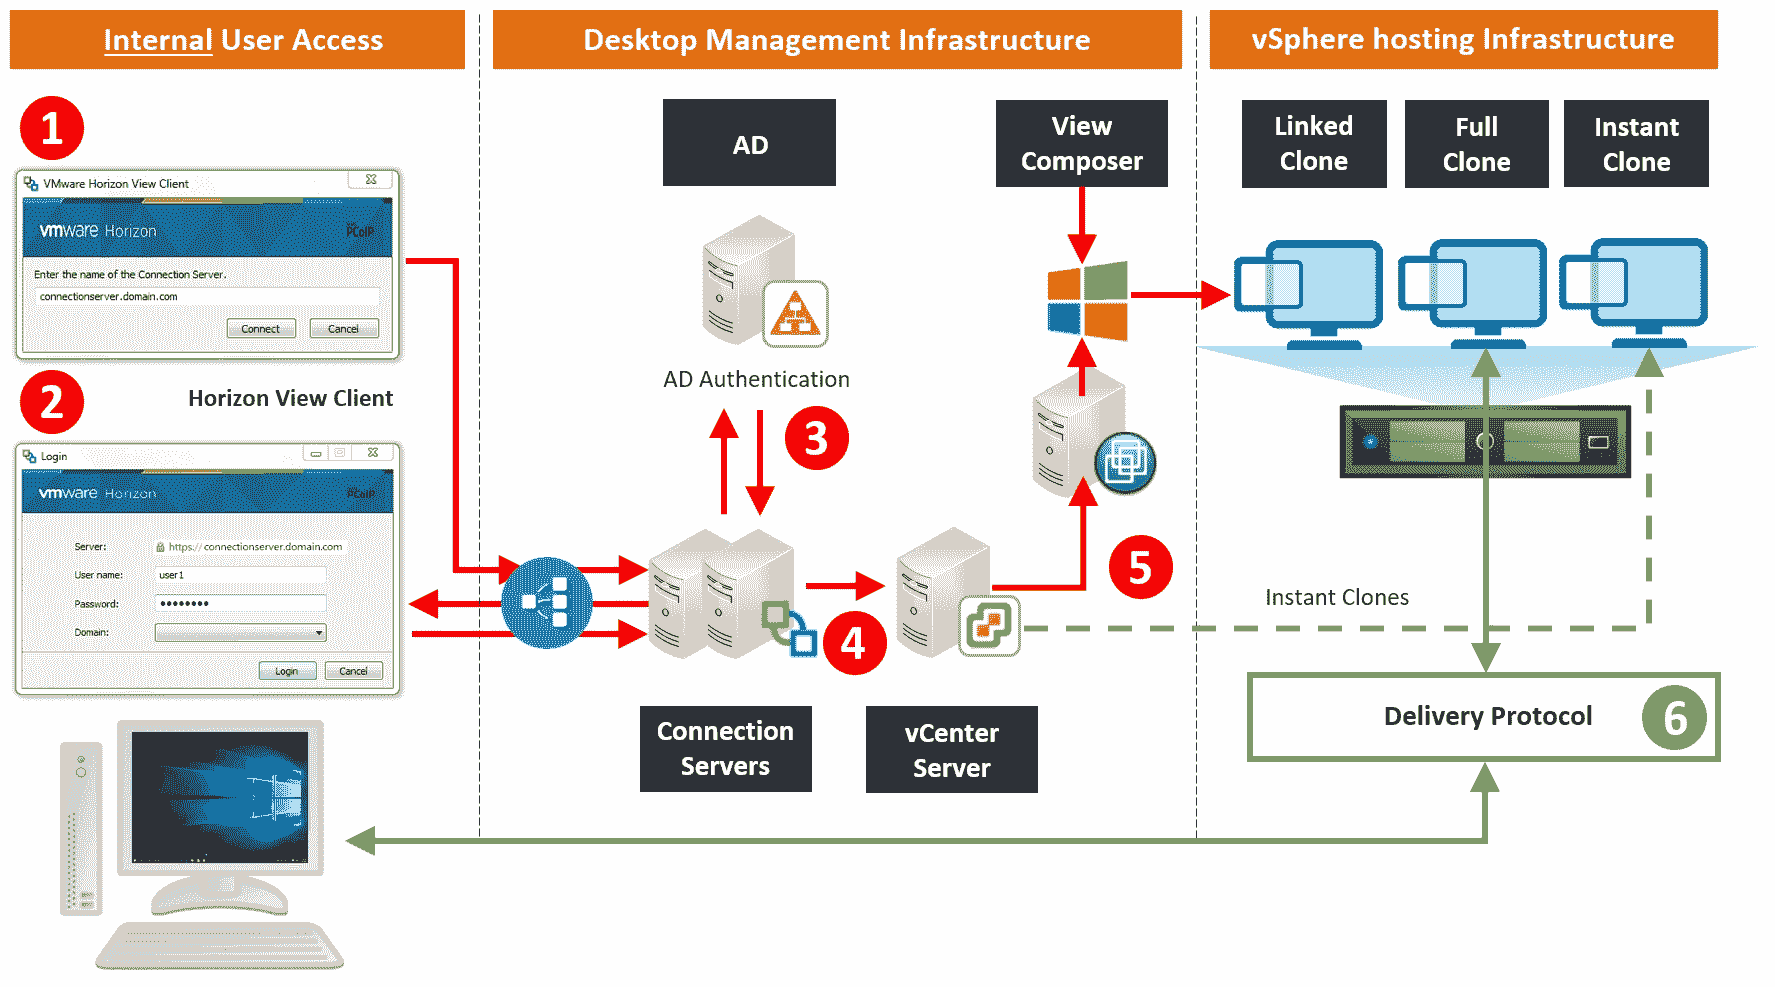 Internal User Access
Desktop Management Infrastructure
vSphere hosting Infrastructure
1
VMware Horizon View Client
vmware Horizon
PCoIP
Enter the name of the Connection Server.
connectionserver.domain.com
Connect
Cancel
2
Horizon View Client
Login
vmware Horizon
PCoIP
Server:
https://connectionserver.domain.com
User name:
user1
Password:
••••••••
Domain:
Login
Cancel
AD
AD Authentication
3
View
Composer
4
5
Connection
Servers
vCenter
Server
Linked
Clone
Full
Clone
Instant
Clone
Instant Clones
Delivery Protocol
6